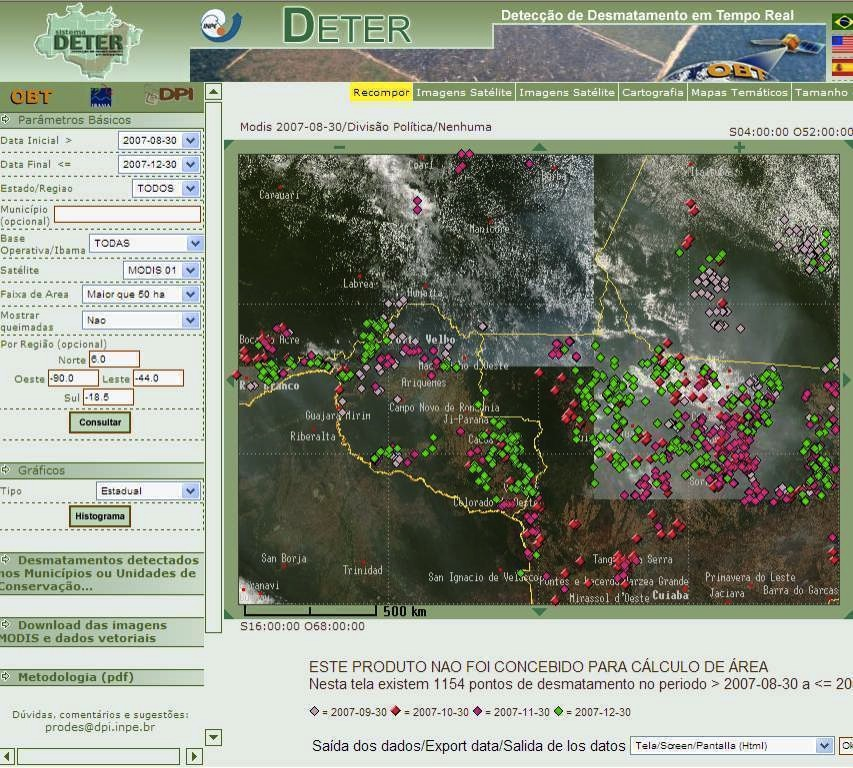 sistema
DETER
INPE
DETER
Detecção de Desmatamento em Tempo Real
OBT
OBT
IBAMA
DPI
Recompor Imagens Satélite Imagens Satélite Cartografia Mapas Temáticos Tamanho
Parâmetros Básicos
Data Inicial > 2007-08-30
Data Final <= 2007-12-30
Estado/Regiao TODOS
Município
(opcional)
Base
Operativa/Ibama TODAS
Satélite MODIS 01
Faixa de Area Maior que 50 ha
Mostrar
queimadas Nao
Por Região (opcional)
Norte 6.0
Oeste -90.0 Leste -44.0
Sul -18.5
Consultar
Gráficos
Tipo Estadual
Histograma
Desmatamentos detectados
nos Municípios ou Unidades de
Conservação...
Download das imagens
MODIS e dados vetoriais
Metodologia (pdf)
Dúvidas, comentários e sugestões:
prodes@dpi.inpe.br
Modis 2007-08-30/Divisão Política/Nenhuma
S04:00:00 O52:00:00
Coari
Carauari
Manicore
Labrea
Humait
Boca do Acre
Porto Velho
Rio Branco
Ariquemes
Campo Novo de Rondonia
Guajara Mirim
Ji-Parana
Riberalta
Colorado
San Borja
Trinidad
San Ignacio de Velasco
Pontes e Lacerda
Varzea Grande
Mirassol d'Oeste
Cuiaba
Primavera do Leste
Jaciara
Barra do Garcas
500 km
S16:00:00 O68:00:00
ESTE PRODUTO NAO FOI CONCEBIDO PARA CÁLCULO DE ÁREA
Nesta tela existem 1154 pontos de desmatamento no periodo > 2007-08-30 a <= 20
= 2007-09-30 = 2007-10-30 = 2007-11-30 = 2007-12-30
Saída dos dados/Export data/Salida de los datos Tela/Screen/Pantalla (Html) Ok